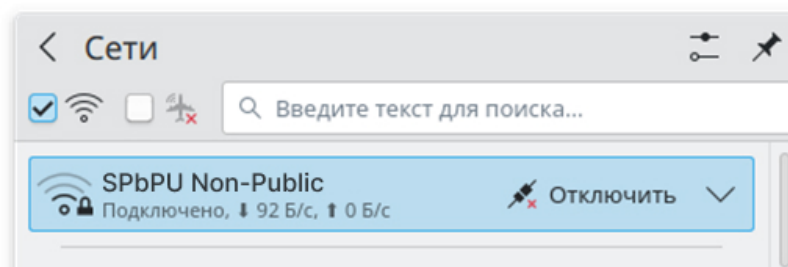 Сети
Введите текст для поиска...
SPbPU Non-Public
Отключить
Подключено, ⬇ 92 Б/с, ⬆ 0 Б/с